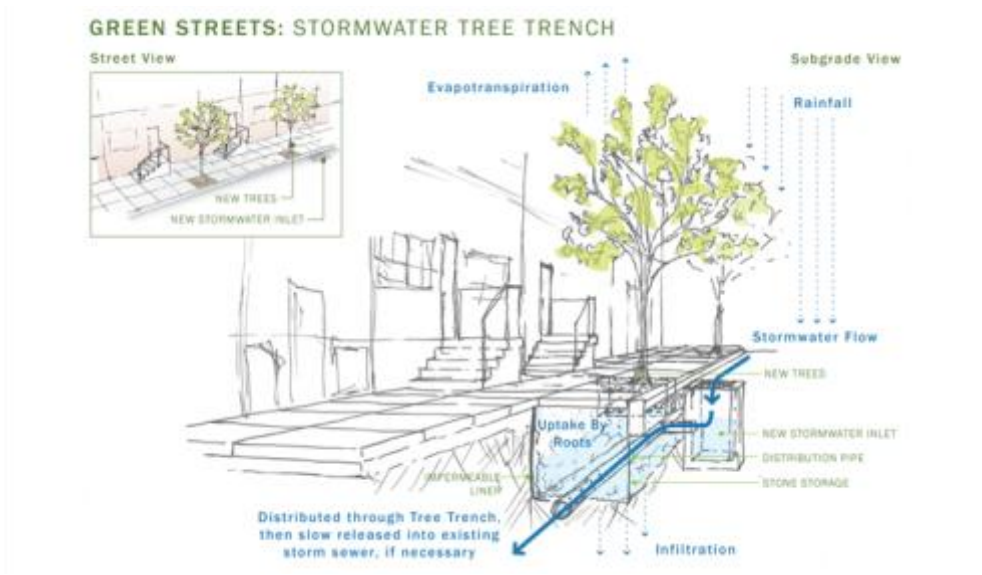 GREEN STREETS: STORMWATER TREE TRENCH
Street View
Subgrade View
Evapotranspiration
Rainfall
NEW TREES
NEW STORMWATER INLET
Stormwater Flow
NEW TREES
Uptake By
Roots
NEW STORMWATER INLET
DISTRIBUTION PIPE
IMPERMEABLE
LINER
STONE STORAGE
Distributed through Tree Trench,
then slow released into existing
storm sewer, if necessary
Infiltration